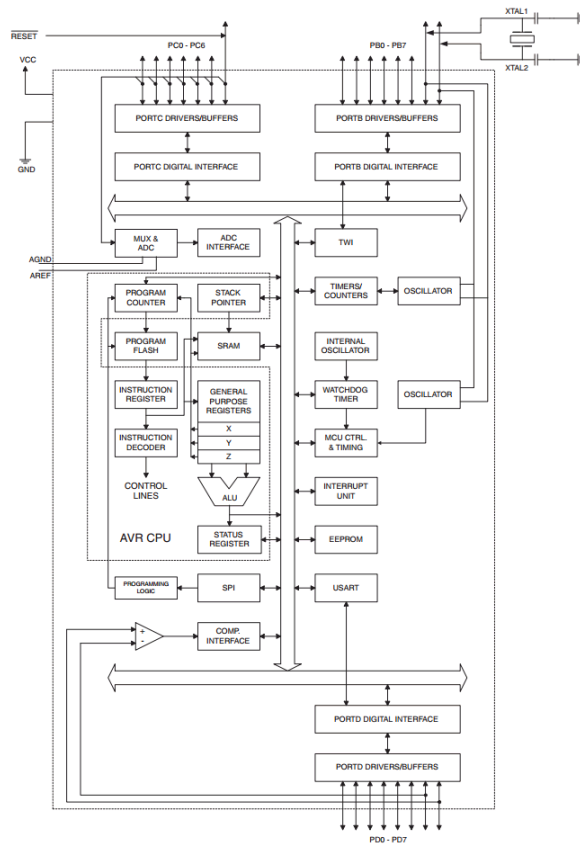 XTAL1
RESET
PC0 - PC6
PB0 - PB7
VCC
XTAL2
PORTC DRIVERS/BUFFERS
PORTB DRIVERS/BUFFERS
PORTC DIGITAL INTERFACE
PORTB DIGITAL INTERFACE
GND
MUX &
ADC
ADC
INTERFACE
TWI
AGND
AREF
PROGRAM
COUNTER
STACK
POINTER
TIMERS/
COUNTERS
OSCILLATOR
PROGRAM
FLASH
SRAM
INTERNAL
OSCILLATOR
INSTRUCTION
REGISTER
GENERAL
PURPOSE
REGISTERS
WATCHDOG
TIMER
OSCILLATOR
X
Y
Z
INSTRUCTION
DECODER
MCU CTRL.
& TIMING
CONTROL
LINES
ALU
INTERRUPT
UNIT
AVR CPU
STATUS
REGISTER
EEPROM
PROGRAMMING
LOGIC
SPI
USART
+
-
COMP.
INTERFACE
PORTD DIGITAL INTERFACE
PORTD DRIVERS/BUFFERS
PD0 - PD7